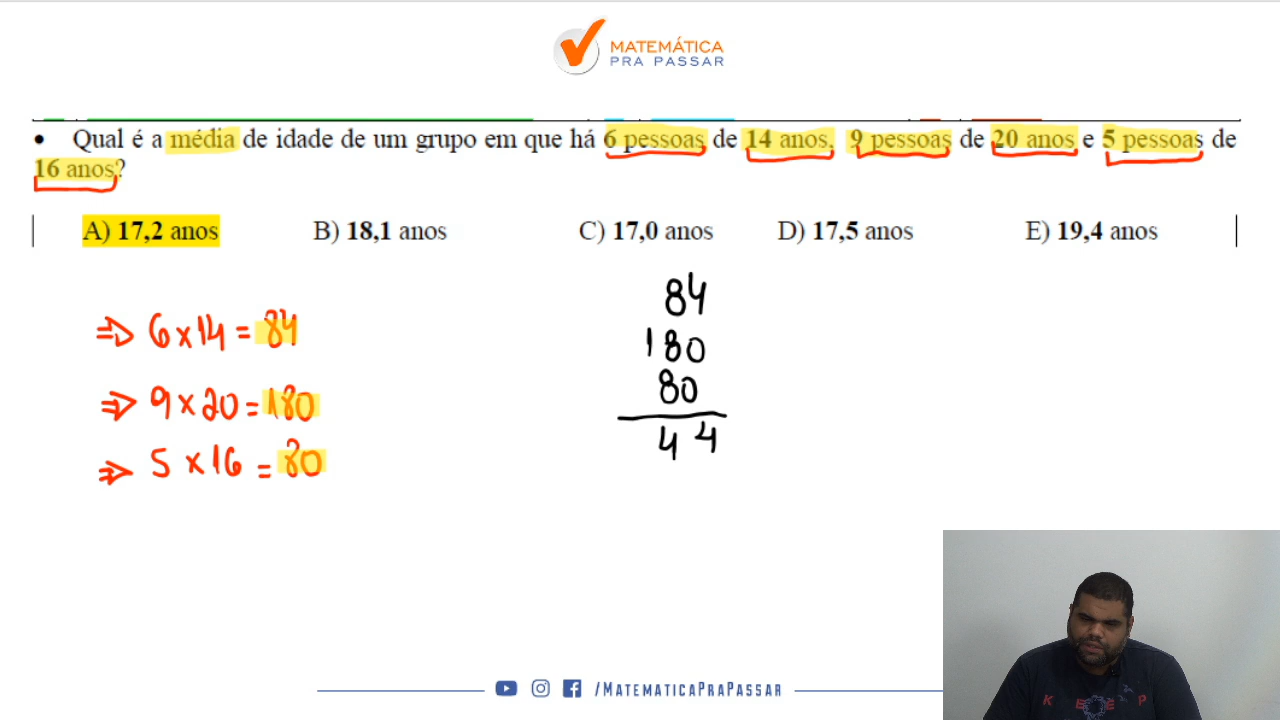 MATEMÁTICA
PRA PASSAR
• Qual é a média de idade de um grupo em que há 6 pessoas de 14 anos, 9 pessoas de 20 anos e 5 pessoas de
16 anos?
A) 17,2 anos B) 18,1 anos C) 17,0 anos D) 17,5 anos E) 19,4 anos
⇒ 6 x 14 = 84
⇒ 9 x 20 = 180
⇒ 5 x 16 = 80
84
180
80
44
KEEP
/MATEMATICAPRAPASSAR